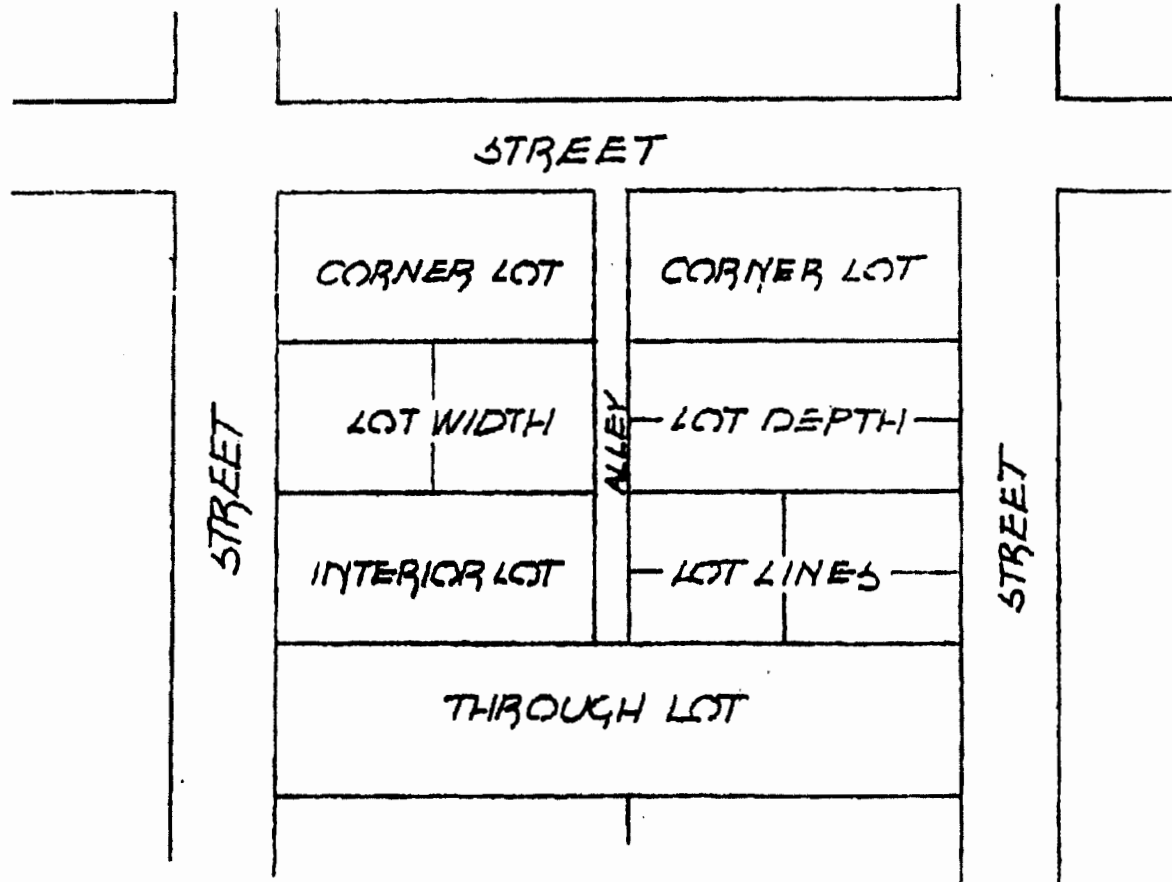 STREET
CORNER LOT
CORNER LOT
LOT WIDTH
ALLEY
LOT DEPTH
STREET
STREET
INTERIOR LOT
LOT LINES
THROUGH LOT